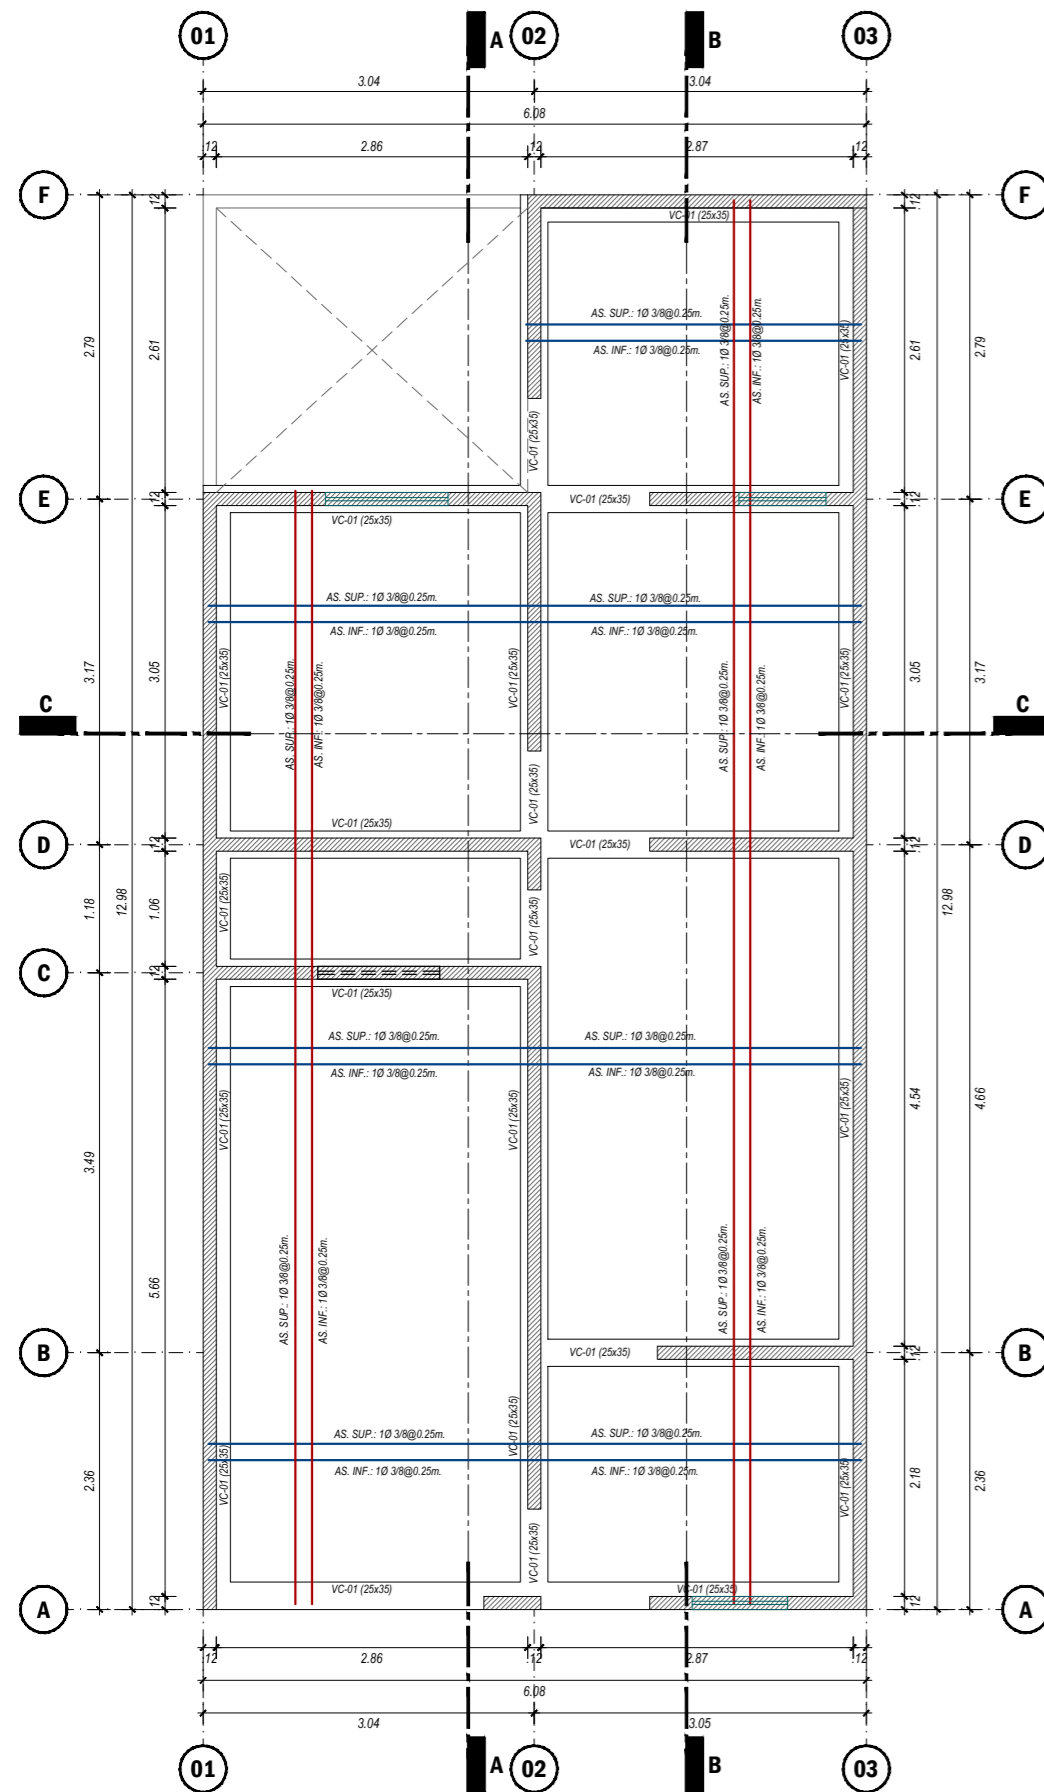 01
A
02
B
03
3.04
3.04
6.08
.12
2.86
.12
2.87
.12
F
F
.12
.12
VC-01 (25x35)
AS. SUP.: 1Ø 3/8@0.25m.
AS. INF.: 1Ø 3/8@0.25m.
AS. SUP.: 1Ø 3/8@0.25m.
AS. INF.: 1Ø 3/8@0.25m.
VC-01 (25x35)
2.79
2.61
2.61
2.79
VC-01 (25x35)
E
.12
VC-01 (25x35)
.12
E
VC-01 (25x35)
AS. SUP.: 1Ø 3/8@0.25m.
AS. SUP.: 1Ø 3/8@0.25m.
AS. INF.: 1Ø 3/8@0.25m.
AS. INF.: 1Ø 3/8@0.25m.
3.17
3.05
VC-01 (25x35)
AS. SUP.: 1Ø 3/8@0.25m.
AS. INF.: 1Ø 3/8@0.25m.
VC-01 (25x35)
AS. SUP.: 1Ø 3/8@0.25m.
AS. INF.: 1Ø 3/8@0.25m.
VC-01 (25x35)
3.05
3.17
C
C
VC-01 (25x35)
VC-01 (25x35)
D
.12
VC-01 (25x35)
.12
D
1.18
12.98
1.06
VC-01 (25x35)
VC-01 (25x35)
12.98
C
.12
VC-01 (25x35)
AS. SUP.: 1Ø 3/8@0.25m.
AS. SUP.: 1Ø 3/8@0.25m.
AS. INF.: 1Ø 3/8@0.25m.
AS. INF.: 1Ø 3/8@0.25m.
VC-01 (25x35)
VC-01 (25x35)
VC-01 (25x35)
4.54
4.66
3.49
5.66
AS. SUP.: 1Ø 3/8@0.25m.
AS. INF.: 1Ø 3/8@0.25m.
AS. SUP.: 1Ø 3/8@0.25m.
AS. INF.: 1Ø 3/8@0.25m.
B
VC-01 (25x35)
.12
B
VC-01 (25x35)
AS. SUP.: 1Ø 3/8@0.25m.
AS. SUP.: 1Ø 3/8@0.25m.
AS. INF.: 1Ø 3/8@0.25m.
AS. INF.: 1Ø 3/8@0.25m.
2.36
VC-01 (25x35)
VC-01 (25x35)
2.18
2.36
VC-01 (25x35)
VC-01 (25x35)
VC-01 (25x35)
A
.12
.12
A
.12
2.86
.12
2.87
.12
6.08
3.04
3.05
01
A
02
B
03